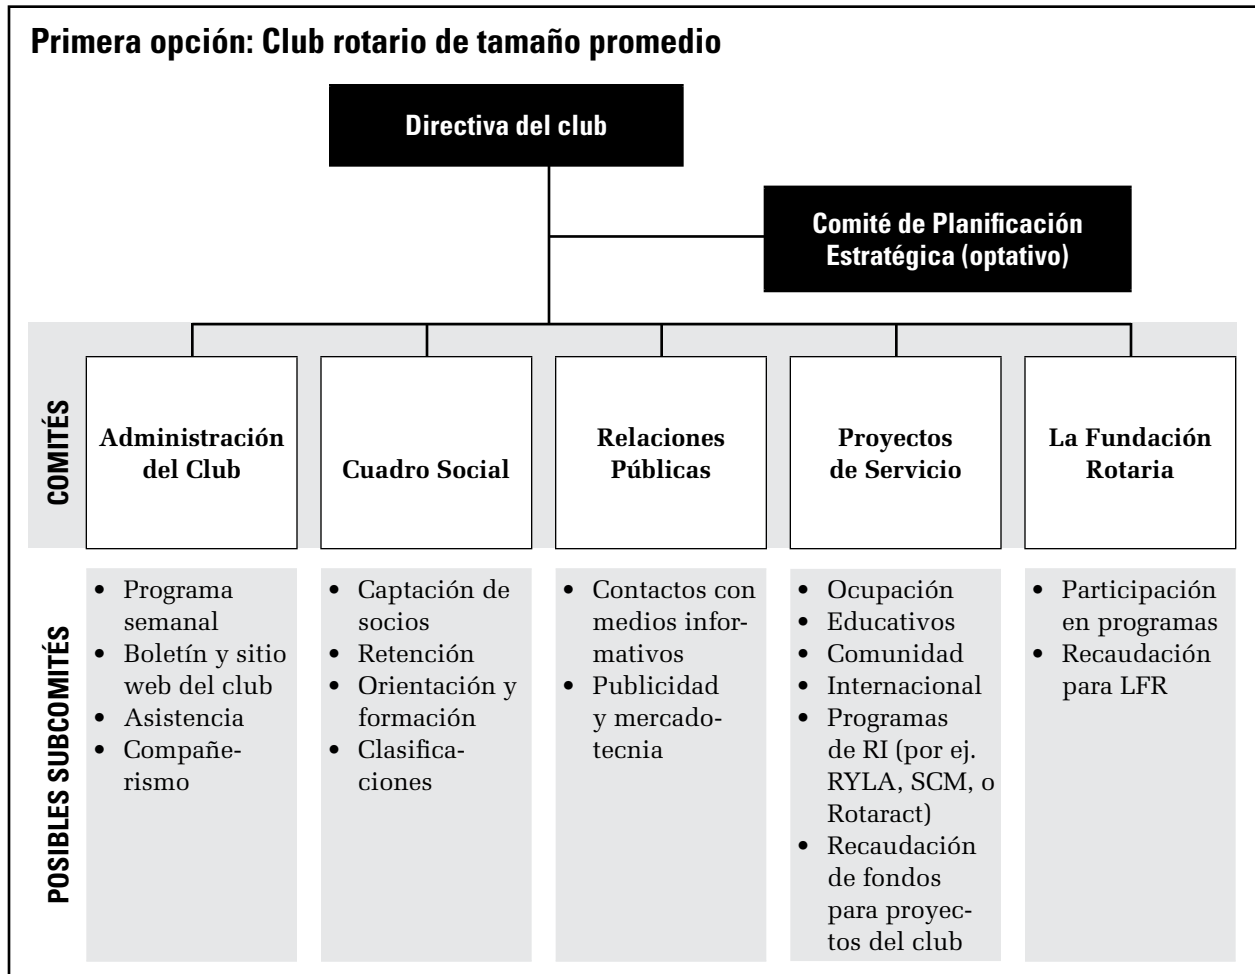 Primera opción: Club rotario de tamaño promedio
Directiva del club
Comité de Planificación
Estratégica (optativo)
COMITÉS
Administración
del Club
Cuadro Social
Relaciones
Públicas
Proyectos
de Servicio
La Fundación
Rotaria
POSIBLES SUBCOMITÉS
• Programa
semanal
• Boletín y sitio
web del club
• Asistencia
• Compañe-
rismo
• Captación de
socios
• Retención
• Orientación y
formación
• Clasifica-
ciones
• Contactos con
medios infor-
mativos
• Publicidad
y mercado-
tecnia
• Ocupación
• Educativos
• Comunidad
• Internacional
• Programas
de RI (por ej.
RYLA, SCM, o
Rotaract)
• Recaudación
de fondos
para proyec-
tos del club
• Participación
en programas
• Recaudación
para LFR